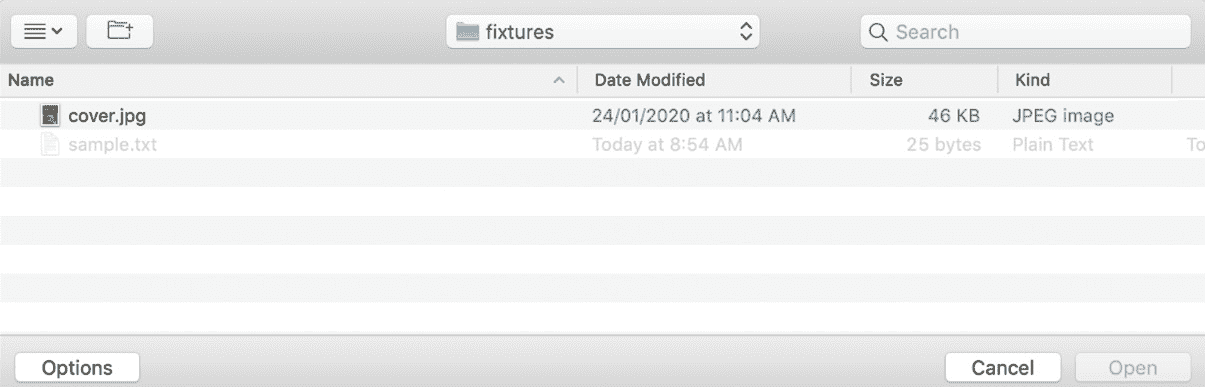 fixtures
Search
Name Date Modified Size Kind
cover.jpg 24/01/2020 at 11:04 AM 46 KB JPEG image
sample.txt Today at 8:54 AM 25 bytes Plain Text To
Options Cancel Open